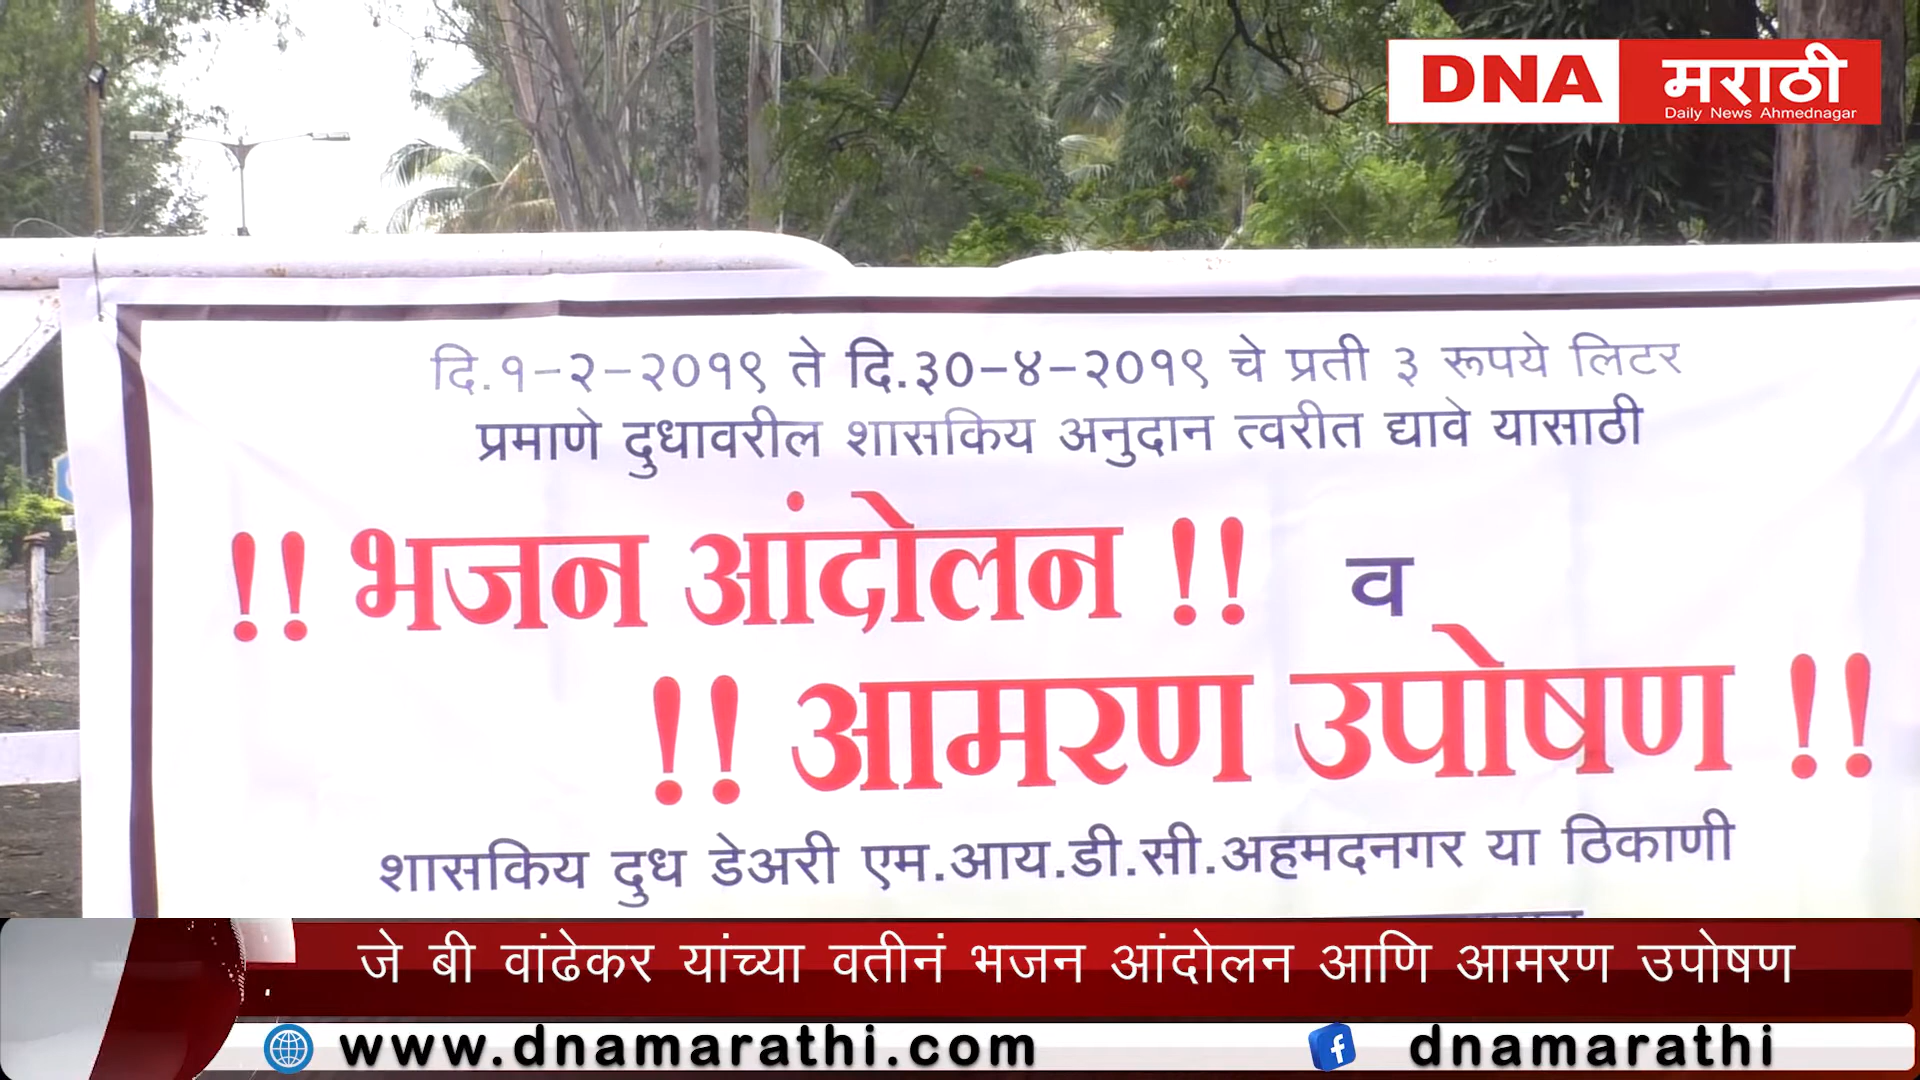 DNA मराठी
Daily News Ahmednagar
दि.१-२-२०१९ ते दि.३०-४-२०१९ चे प्रती ३ रूपये लिटर
प्रमाणे दुधावरील शासकिय अनुदान त्वरीत द्यावे यासाठी
!! भजन आंदोलन !! व
!! आमरण उपोषण !!
शासकिय दुध डेअरी एम.आय.डी.सी.अहमदनगर या ठिकाणी
जे बी वांढेकर यांच्या वतीनं भजन आंदोलन आणि आमरण उपोषण
www.dnamarathi.com
dnamarathi